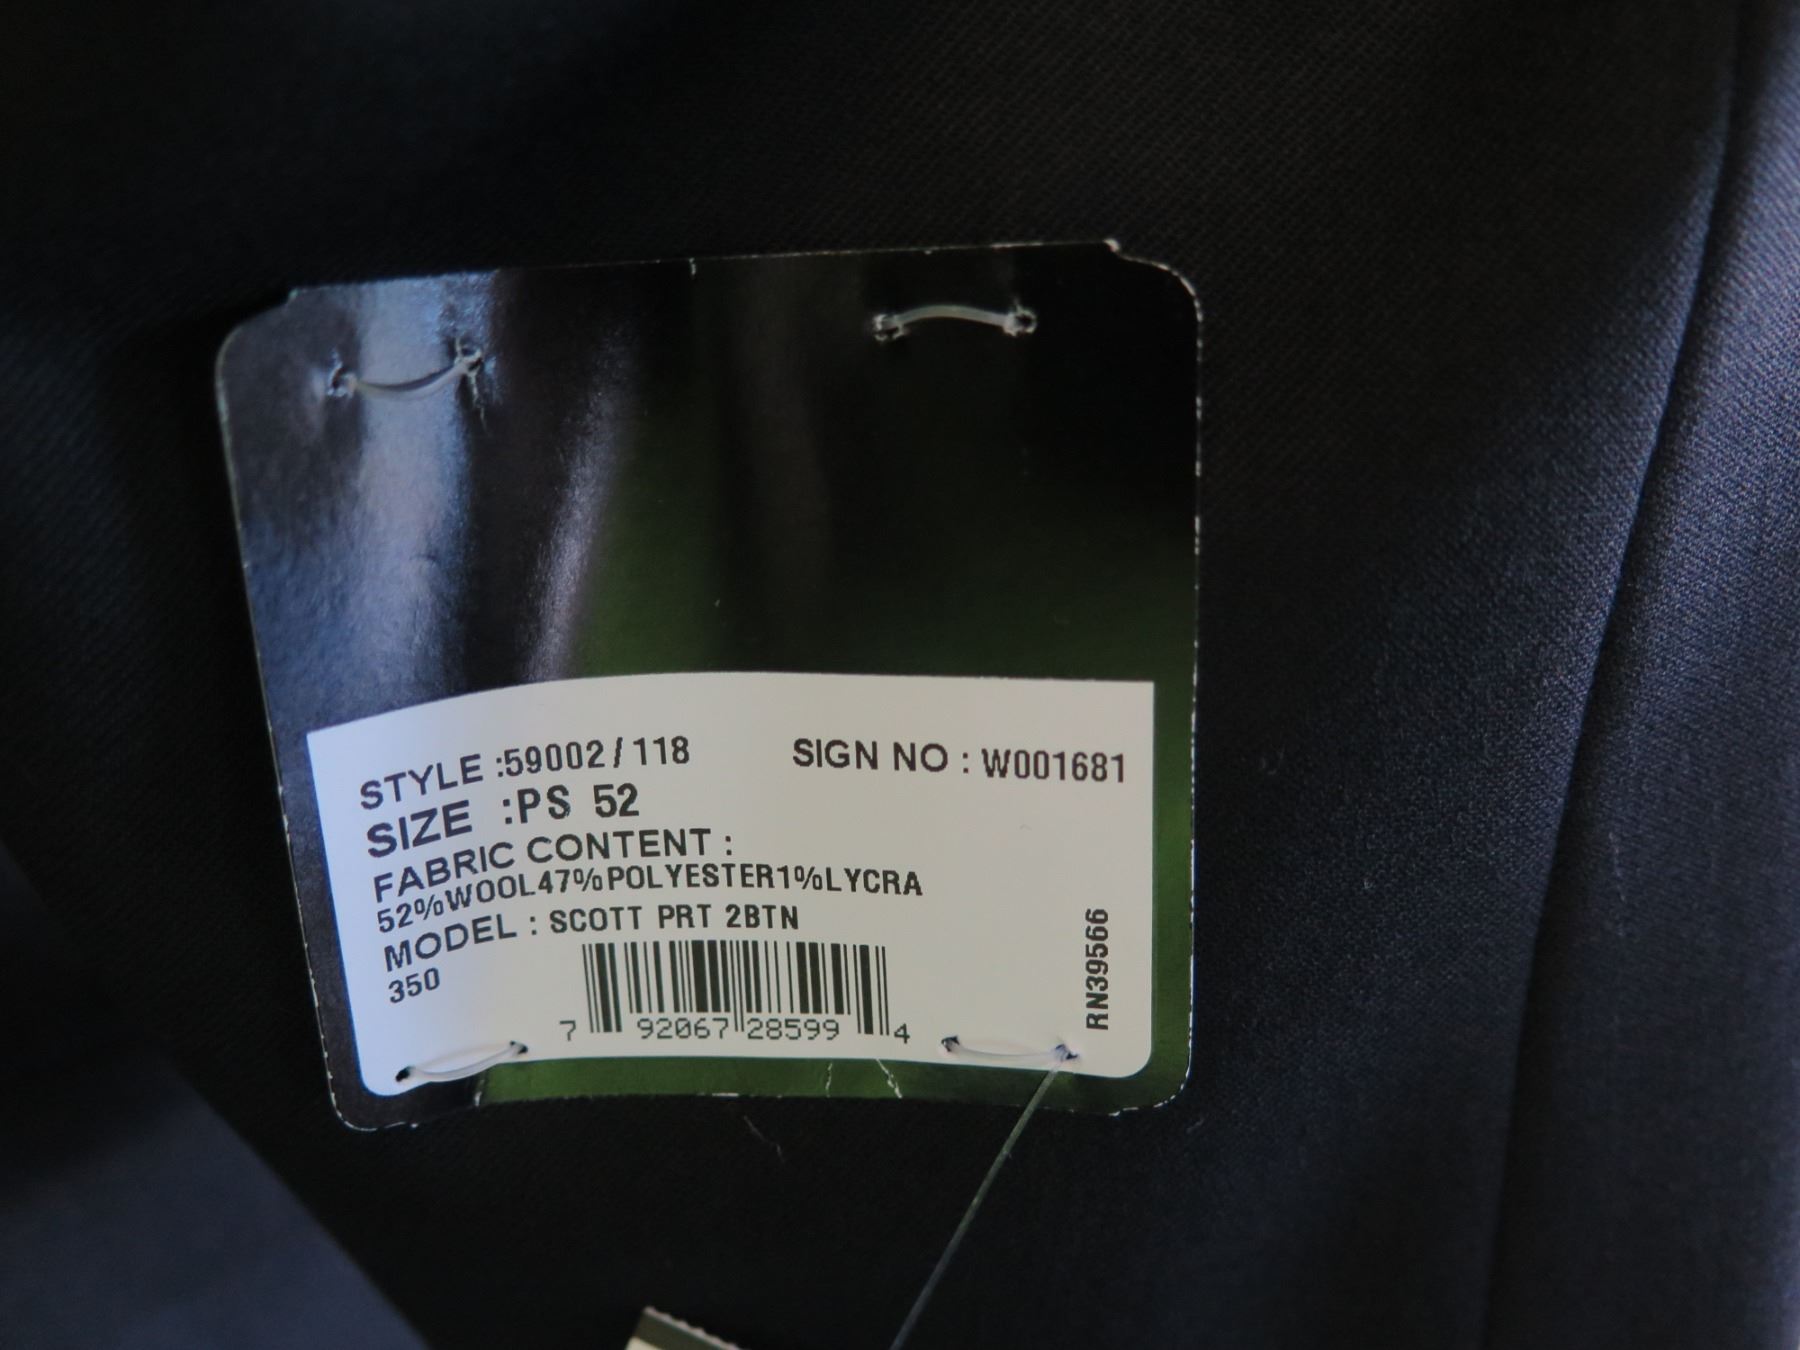 STYLE :59002/118 SIGN NO : W001681
SIZE :PS 52
FABRIC CONTENT :
52%WOOL47%POLYESTER1%LYCRA
MODEL : SCOTT PRT 2BTN
350
7 92067 28599 4
RN39566